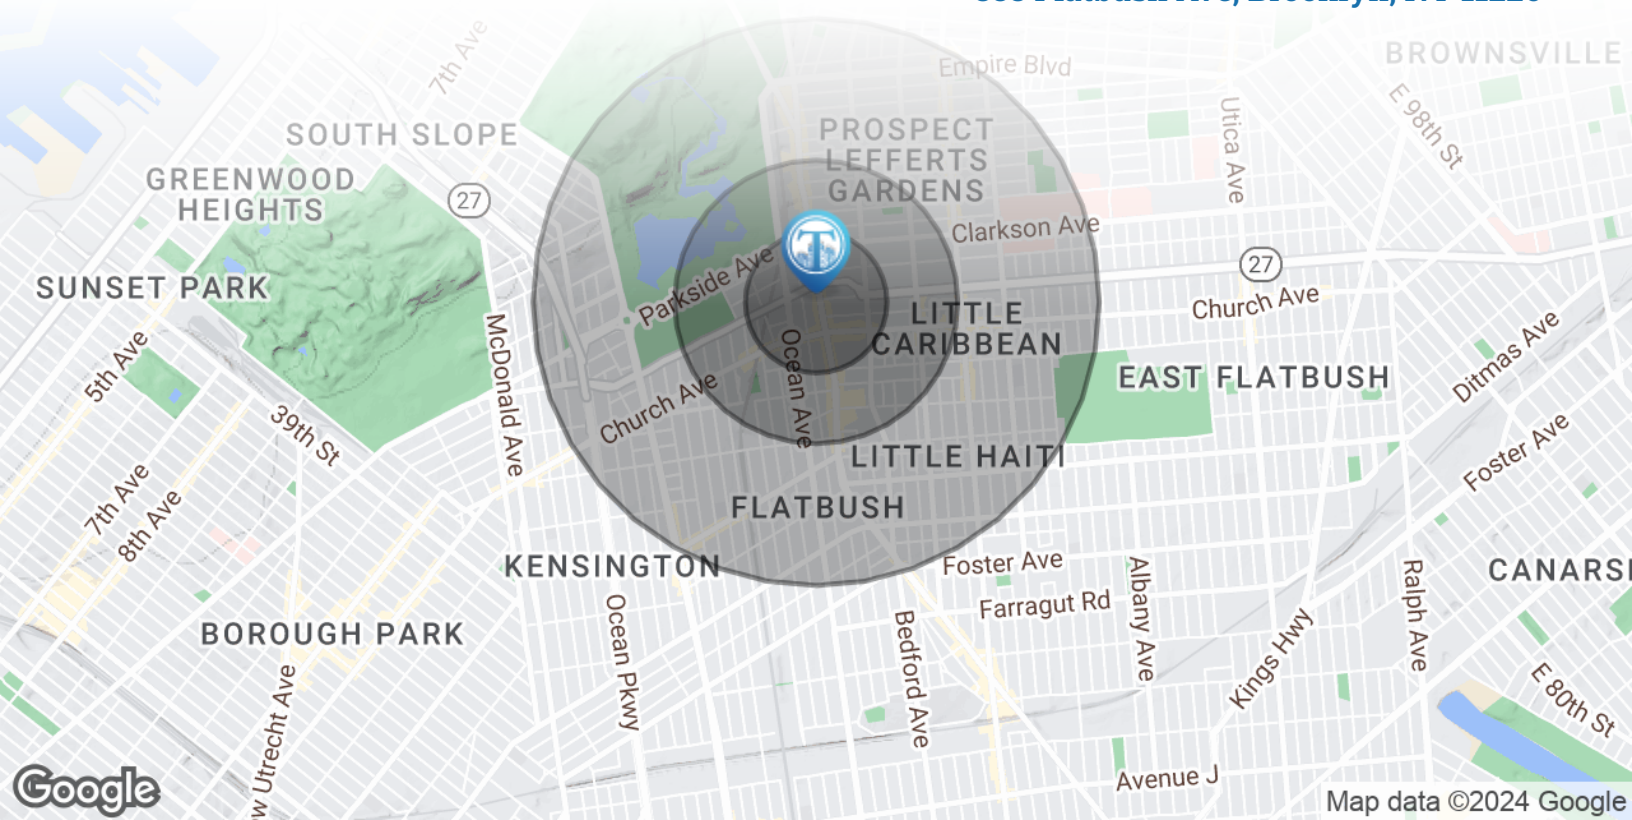 BROWNSVILLE
7th Ave
Empire Blvd
E 98th St
Utica Ave
SOUTH SLOPE
PROSPECT
LEFFERTS
GARDENS
GREENWOOD
HEIGHTS
27
Clarkson Ave
T
Parkside Ave
27
SUNSET PARK
Church Ave
LITTLE
CARIBBEAN
McDonald Ave
Ocean Ave
5th Ave
Ditmas Ave
EAST FLATBUSH
Church Ave
39th St
Foster Ave
LITTLE HAITI
7th Ave
8th Ave
FLATBUSH
KENSINGTON
Foster Ave
Albany Ave
Ralph Ave
CANARSI
Farragut Rd
BOROUGH PARK
Ocean Pkwy
Bedford Ave
Kings Hwy
E 80th St
w Utrecht Ave
Avenue J
Google
Map data ©2024 Google